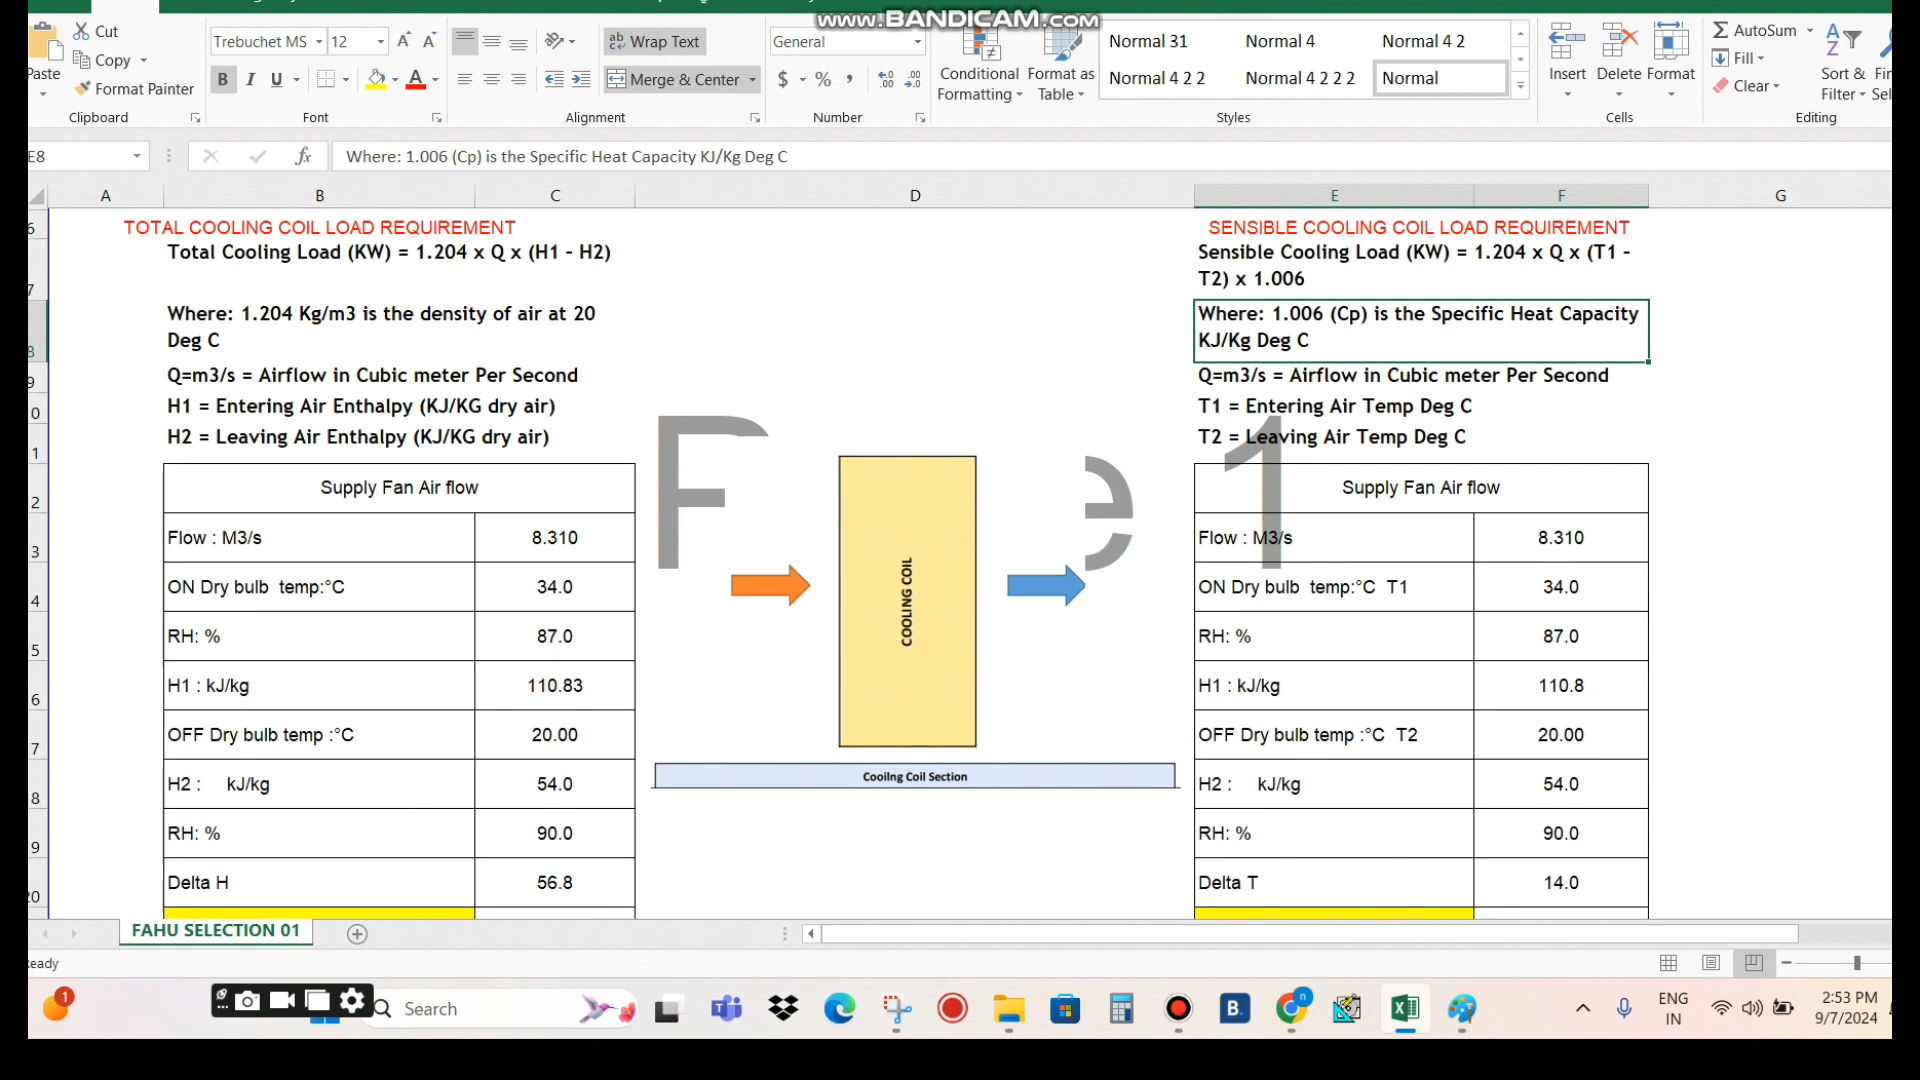 www.BANDICAM.com
Cut
Copy
Format Painter
Paste
Clipboard
Trebuchet MS
12
B I U
Font
Wrap Text
Merge & Center
Alignment
General
$ % ,
Number
Conditional Formatting
Format as Table
Normal 31
Normal 4
Normal 4 2
Normal 4 2 2
Normal 4 2 2 2
Normal
Styles
Insert
Delete
Format
Cells
AutoSum
Fill
Clear
Sort &
Filter
Editing
E8
fx
Where: 1.006 (Cp) is the Specific Heat Capacity KJ/Kg Deg C
A B C D E F G
TOTAL COOLING COIL LOAD REQUIREMENT
Total Cooling Load (KW) = 1.204 x Q x (H1 - H2)
Where: 1.204 Kg/m3 is the density of air at 20
Deg C
Q=m3/s = Airflow in Cubic meter Per Second
H1 = Entering Air Enthalpy (KJ/KG dry air)
H2 = Leaving Air Enthalpy (KJ/KG dry air)
Supply Fan Air flow
Flow : M3/s 8.310
ON Dry bulb temp:°C 34.0
RH: % 87.0
H1 : kJ/kg 110.83
OFF Dry bulb temp :°C 20.00
H2 : kJ/kg 54.0
RH: % 90.0
Delta H 56.8
COOLING COIL
Cooilng Coil Section
SENSIBLE COOLING COIL LOAD REQUIREMENT
Sensible Cooling Load (KW) = 1.204 x Q x (T1 -
T2) x 1.006
Where: 1.006 (Cp) is the Specific Heat Capacity
KJ/Kg Deg C
Q=m3/s = Airflow in Cubic meter Per Second
T1 = Entering Air Temp Deg C
T2 = Leaving Air Temp Deg C
Supply Fan Air flow
Flow : M3/s 8.310
ON Dry bulb temp:°C T1 34.0
RH: % 87.0
H1 : kJ/kg 110.8
OFF Dry bulb temp :°C T2 20.00
H2 : kJ/kg 54.0
RH: % 90.0
Delta T 14.0
FAHU SELECTION 01
Search
ENG
IN
2:53 PM
9/7/2024